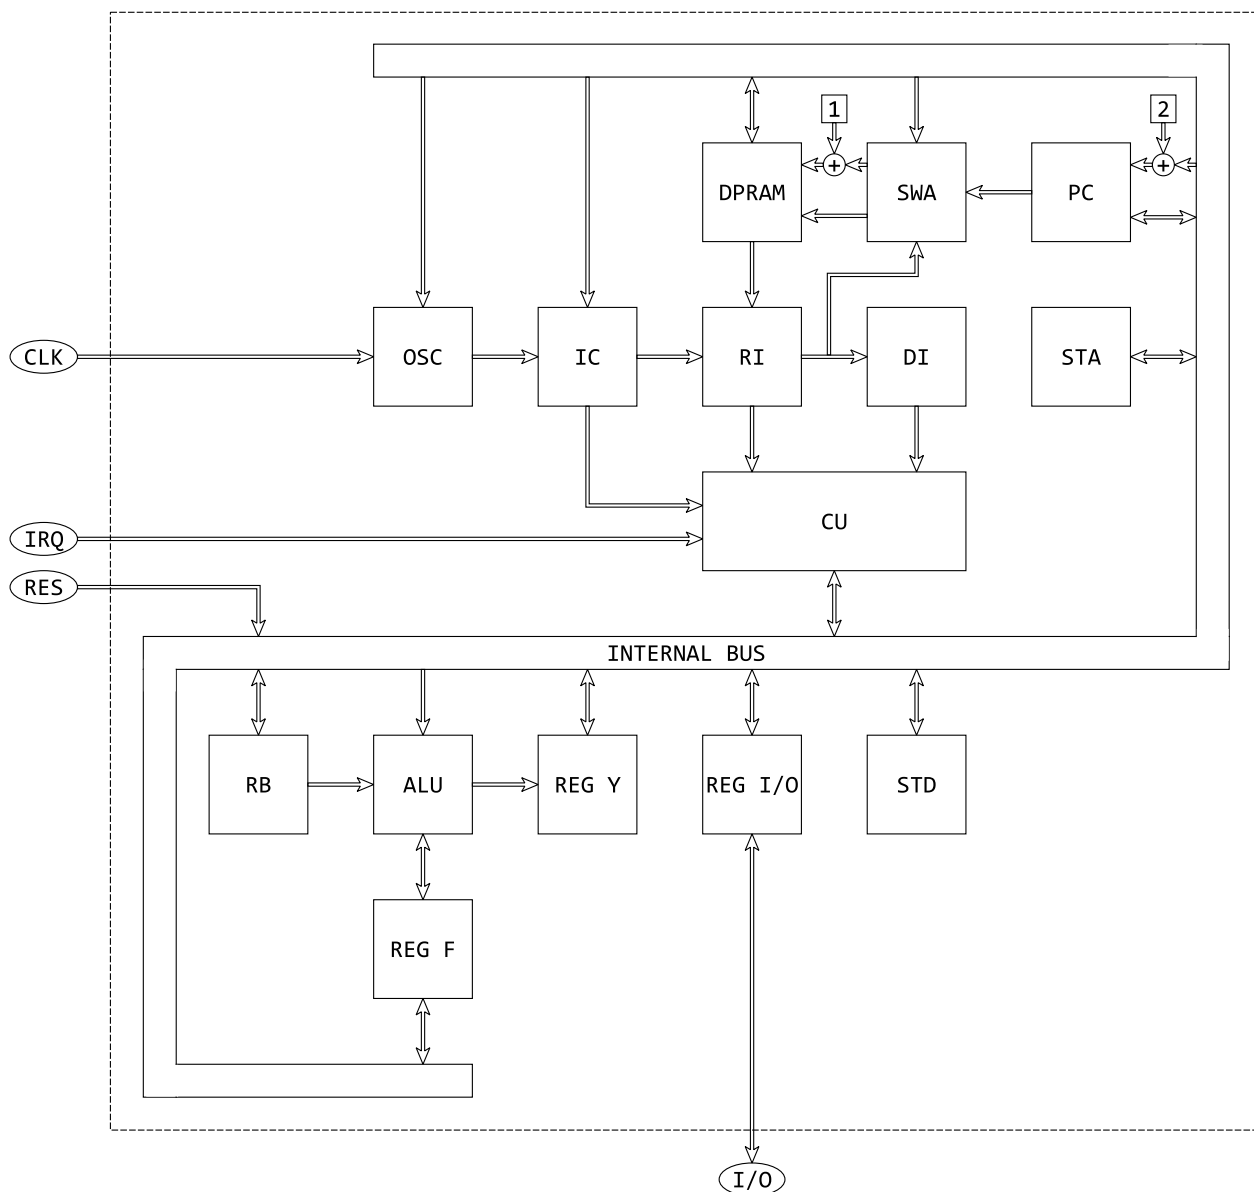 1 2
+ +
DPRAM SWA PC
CLK OSC IC RI DI STA
CU
IRQ
RES
INTERNAL BUS
RB ALU REG Y REG I/O STD
REG F
I/O